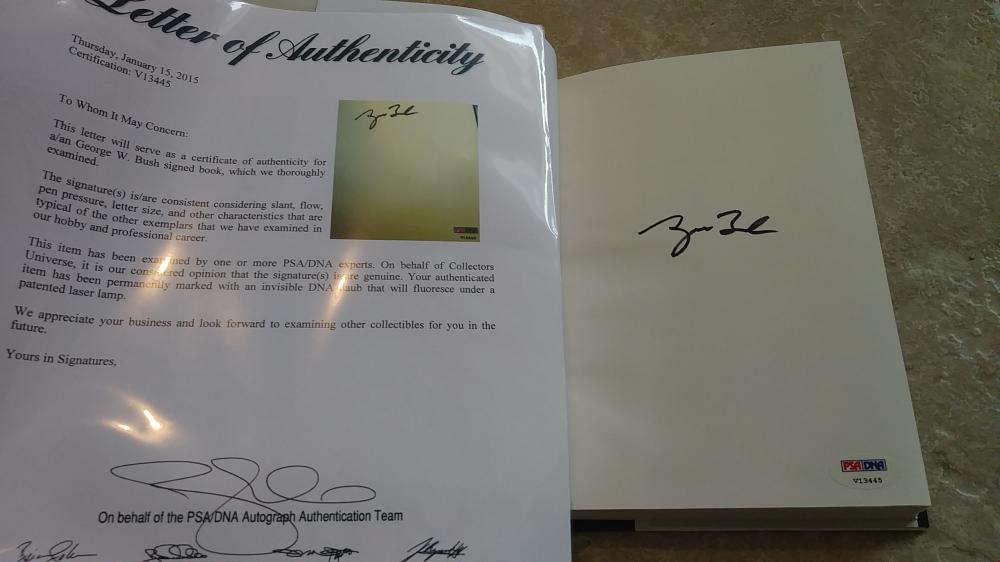 Letter of Authenticity
Thursday, January 15, 2015
Certification: V13445
To Whom It May Concern:
This letter will serve as a certificate of authenticity for
a/an George W. Bush signed book, which we thoroughly
examined.
The signature(s) is/are consistent considering slant, flow,
pen pressure, letter size, and other characteristics that are
typical of the other exemplars that we have examined in
our hobby and professional career.
This item has been examined by one or more PSA/DNA experts. On behalf of Collectors
Universe, it is our considered opinion that the signature(s) is/are genuine. Your authenticated
item has been permanently marked with an invisible DNA daub that will fluoresce under a
patented laser lamp.
We appreciate your business and look forward to examining other collectibles for you in the
future.
Yours in Signatures,
On behalf of the PSA/DNA Autograph Authentication Team
PSA DNA
V13445
PSA DNA
V13445